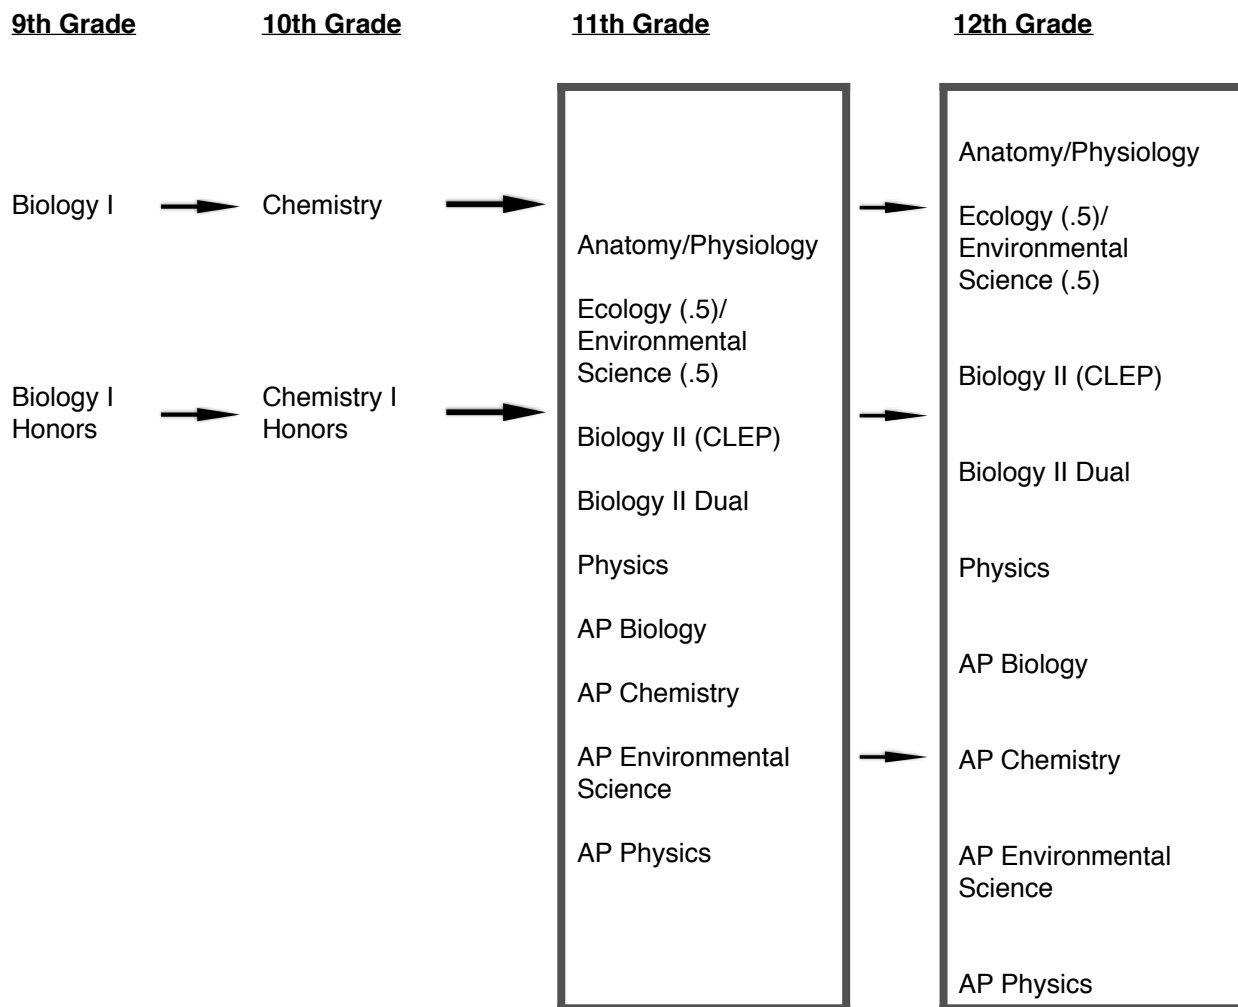 9th Grade
10th Grade
11th Grade
12th Grade
Biology I
Chemistry
Biology I
Honors
Chemistry I
Honors
Anatomy/Physiology
Ecology (.5)/
Environmental
Science (.5)
Biology II (CLEP)
Biology II Dual
Physics
AP Biology
AP Chemistry
AP Environmental
Science
AP Physics
Anatomy/Physiology
Ecology (.5)/
Environmental
Science (.5)
Biology II (CLEP)
Biology II Dual
Physics
AP Biology
AP Chemistry
AP Environmental
Science
AP Physics